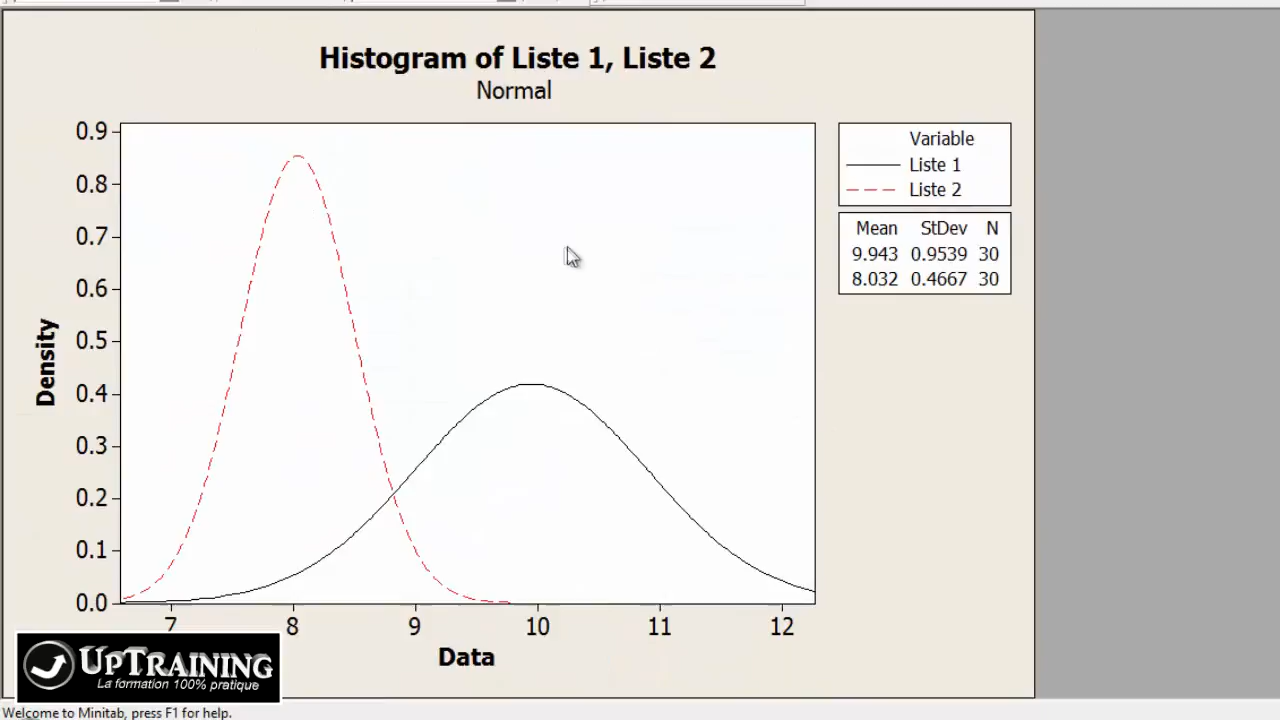 Histogram of Liste 1, Liste 2
Normal
0.9
0.8
0.7
0.6
0.5
0.4
0.3
0.2
0.1
0.0
Density
7 8 9 10 11 12
Data
Variable
Liste 1
Liste 2
Mean StDev N
9.943 0.9539 30
8.032 0.4667 30
UPTRAINING
La formation 100% pratique
Welcome to Minitab, press F1 for help.